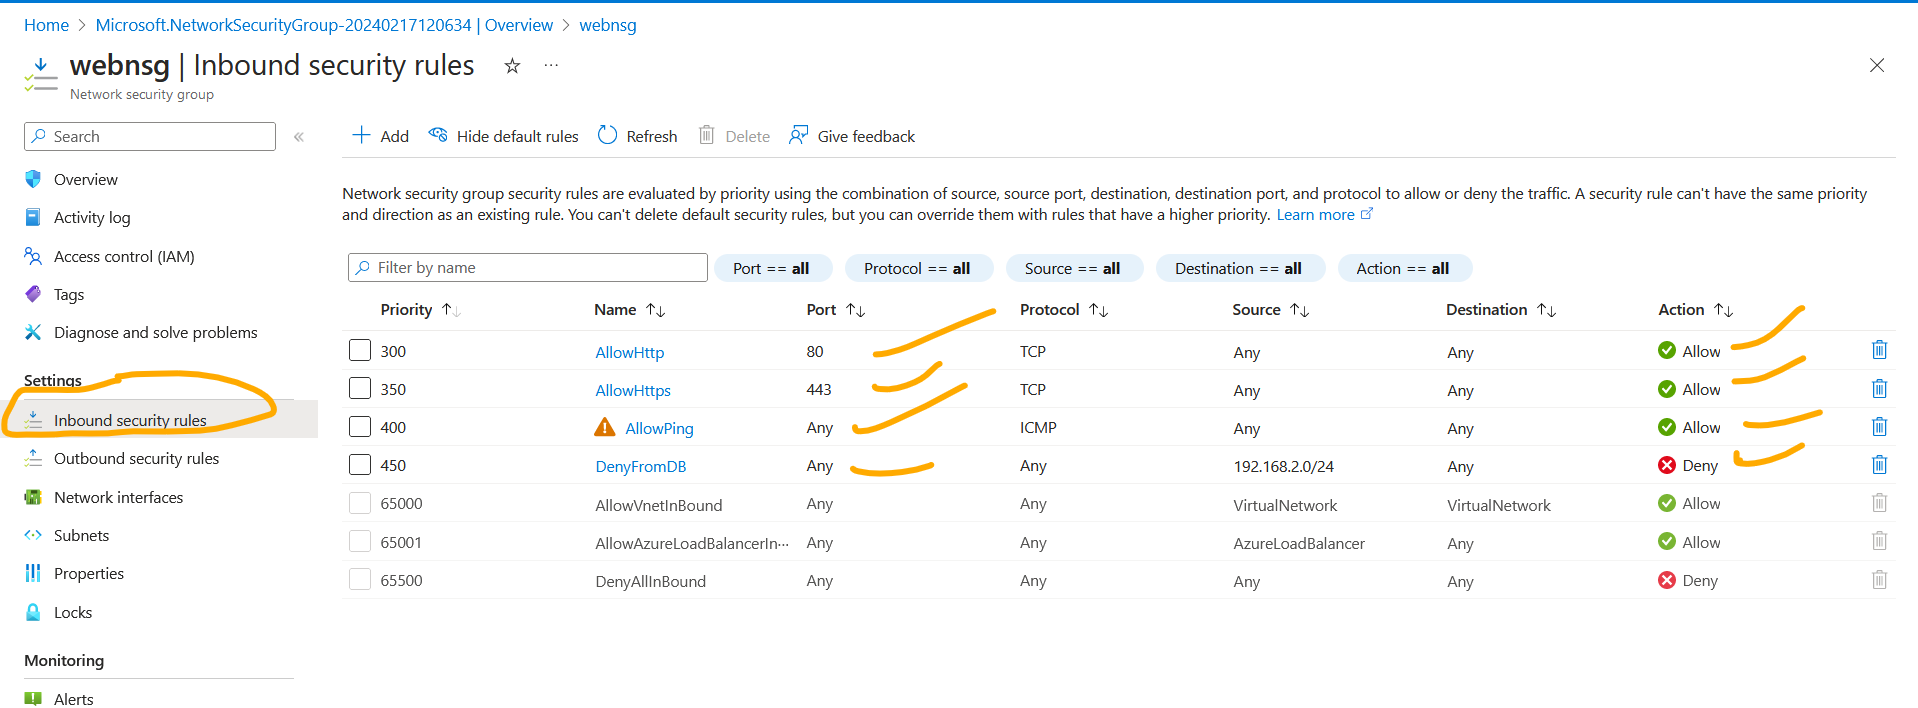 Home > Microsoft.NetworkSecurityGroup-20240217120634 | Overview > webnsg
webnsg | Inbound security rules
Network security group
Search
Overview
Activity log
Access control (IAM)
Tags
Diagnose and solve problems
Settings
Inbound security rules
Outbound security rules
Network interfaces
Subnets
Properties
Locks
Monitoring
Alerts
Add Hide default rules Refresh Delete Give feedback
Network security group security rules are evaluated by priority using the combination of source, source port, destination, destination port, and protocol to allow or deny the traffic. A security rule can't have the same priority
and direction as an existing rule. You can't delete default security rules, but you can override them with rules that have a higher priority. Learn more
Filter by name Port == all Protocol == all Source == all Destination == all Action == all
Priority Name Port Protocol Source Destination Action
300 AllowHttp 80 TCP Any Any Allow
350 AllowHttps 443 TCP Any Any Allow
400 AllowPing Any ICMP Any Any Allow
450 DenyFromDB Any Any 192.168.2.0/24 Any Deny
65000 AllowVnetInBound Any Any VirtualNetwork VirtualNetwork Allow
65001 AllowAzureLoadBalancerIn··· Any Any AzureLoadBalancer Any Allow
65500 DenyAllInBound Any Any Any Any Deny